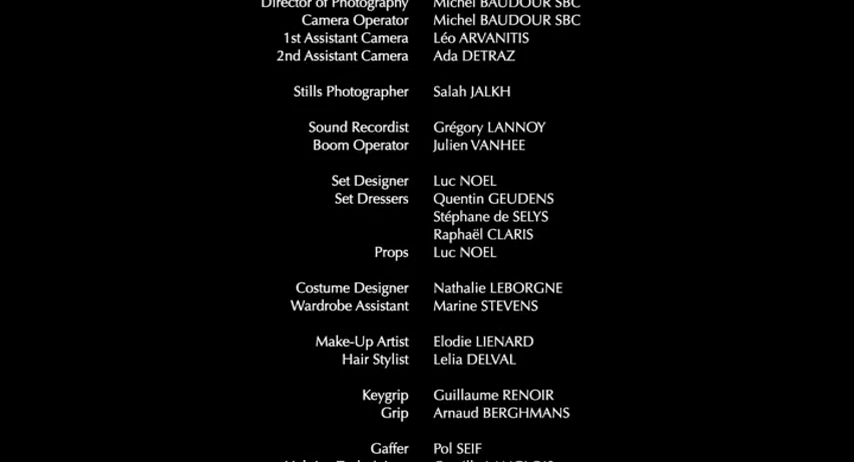 Director of Photography Michel BAUDOUR SBC
Camera Operator Michel BAUDOUR SBC
1st Assistant Camera Léo ARVANITIS
2nd Assistant Camera Ada DETRAZ
Stills Photographer Salah JALKH
Sound Recordist Grégory LANNOY
Boom Operator Julien VANHEE
Set Designer Luc NOEL
Set Dressers Quentin GEUDENS
Stéphane de SELYS
Raphaël CLARIS
Props Luc NOEL
Costume Designer Nathalie LEBORGNE
Wardrobe Assistant Marine STEVENS
Make-Up Artist Elodie LIENARD
Hair Stylist Lelia DELVAL
Keygrip Guillaume RENOIR
Grip Arnaud BERGHMANS
Gaffer Pol SEIF